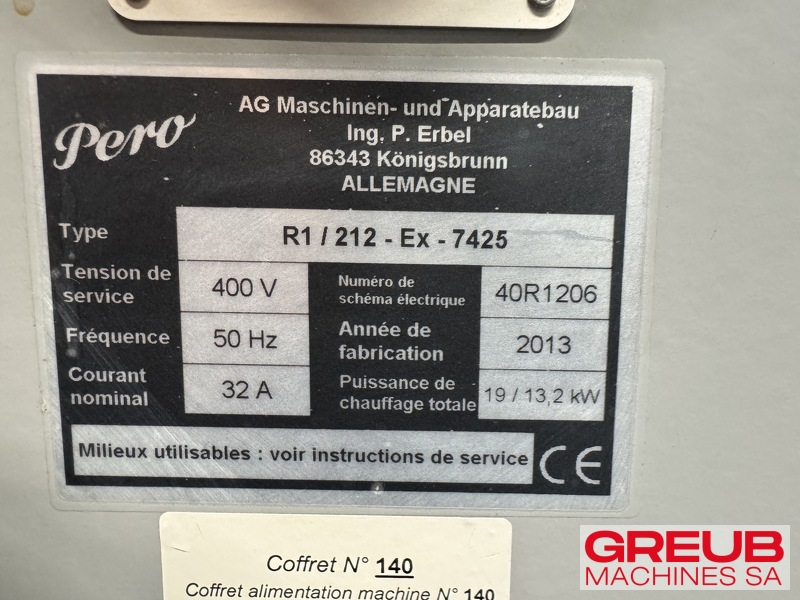 Pero
AG Maschinen- und Apparatebau
Ing. P. Erbel
86343 Königsbrunn
ALLEMAGNE
Type
R1 / 212 - Ex - 7425
Tension de
service
400 V
Numéro de
schéma électrique
40R1206
Fréquence
50 Hz
Année de
fabrication
2013
Courant
nominal
32 A
Puissance de
chauffage totale
19 / 13,2 kW
Milieux utilisables : voir instructions de service
CE
Coffret N° 140
Coffret alimentation machine N° 140
GREUB
MACHINES SA